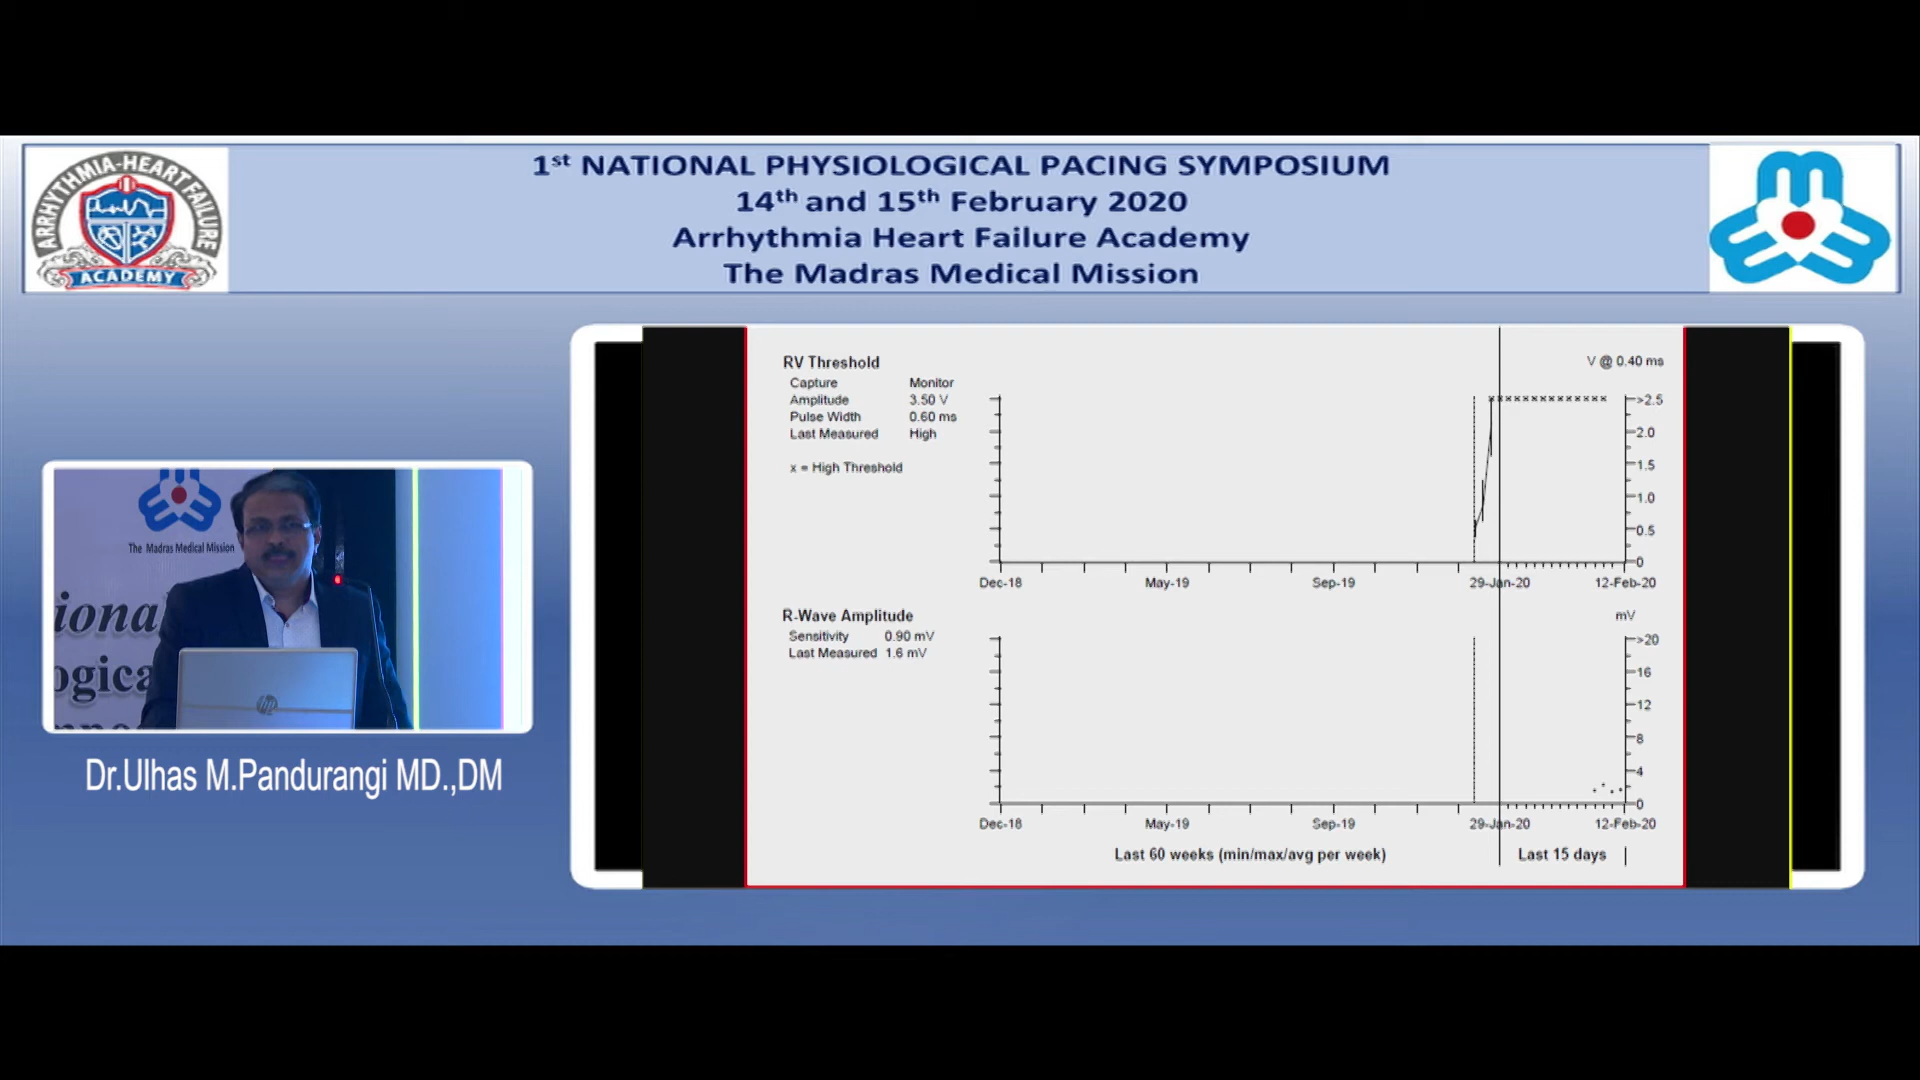 1st NATIONAL PHYSIOLOGICAL PACING SYMPOSIUM
14th and 15th February 2020
Arrhythmia Heart Failure Academy
The Madras Medical Mission
ARRHYTHMIA-HEART FAILURE
ACADEMY
The Madras Medical Mission
ional
ogica
hp
Dr.Ulhas M.Pandurangi MD.,DM
RV Threshold
V @ 0.40 ms
Capture Monitor
Amplitude 3.50 V
Pulse Width 0.60 ms
Last Measured High
x = High Threshold
>2.5
2.0
1.5
1.0
0.5
0
Dec-18 May-19 Sep-19 29-Jan-20 12-Feb-20
R-Wave Amplitude
mV
Sensitivity 0.90 mV
Last Measured 1.6 mV
>20
16
12
8
4
0
Dec-18 May-19 Sep-19 29-Jan-20 12-Feb-20
Last 60 weeks (min/max/avg per week) Last 15 days